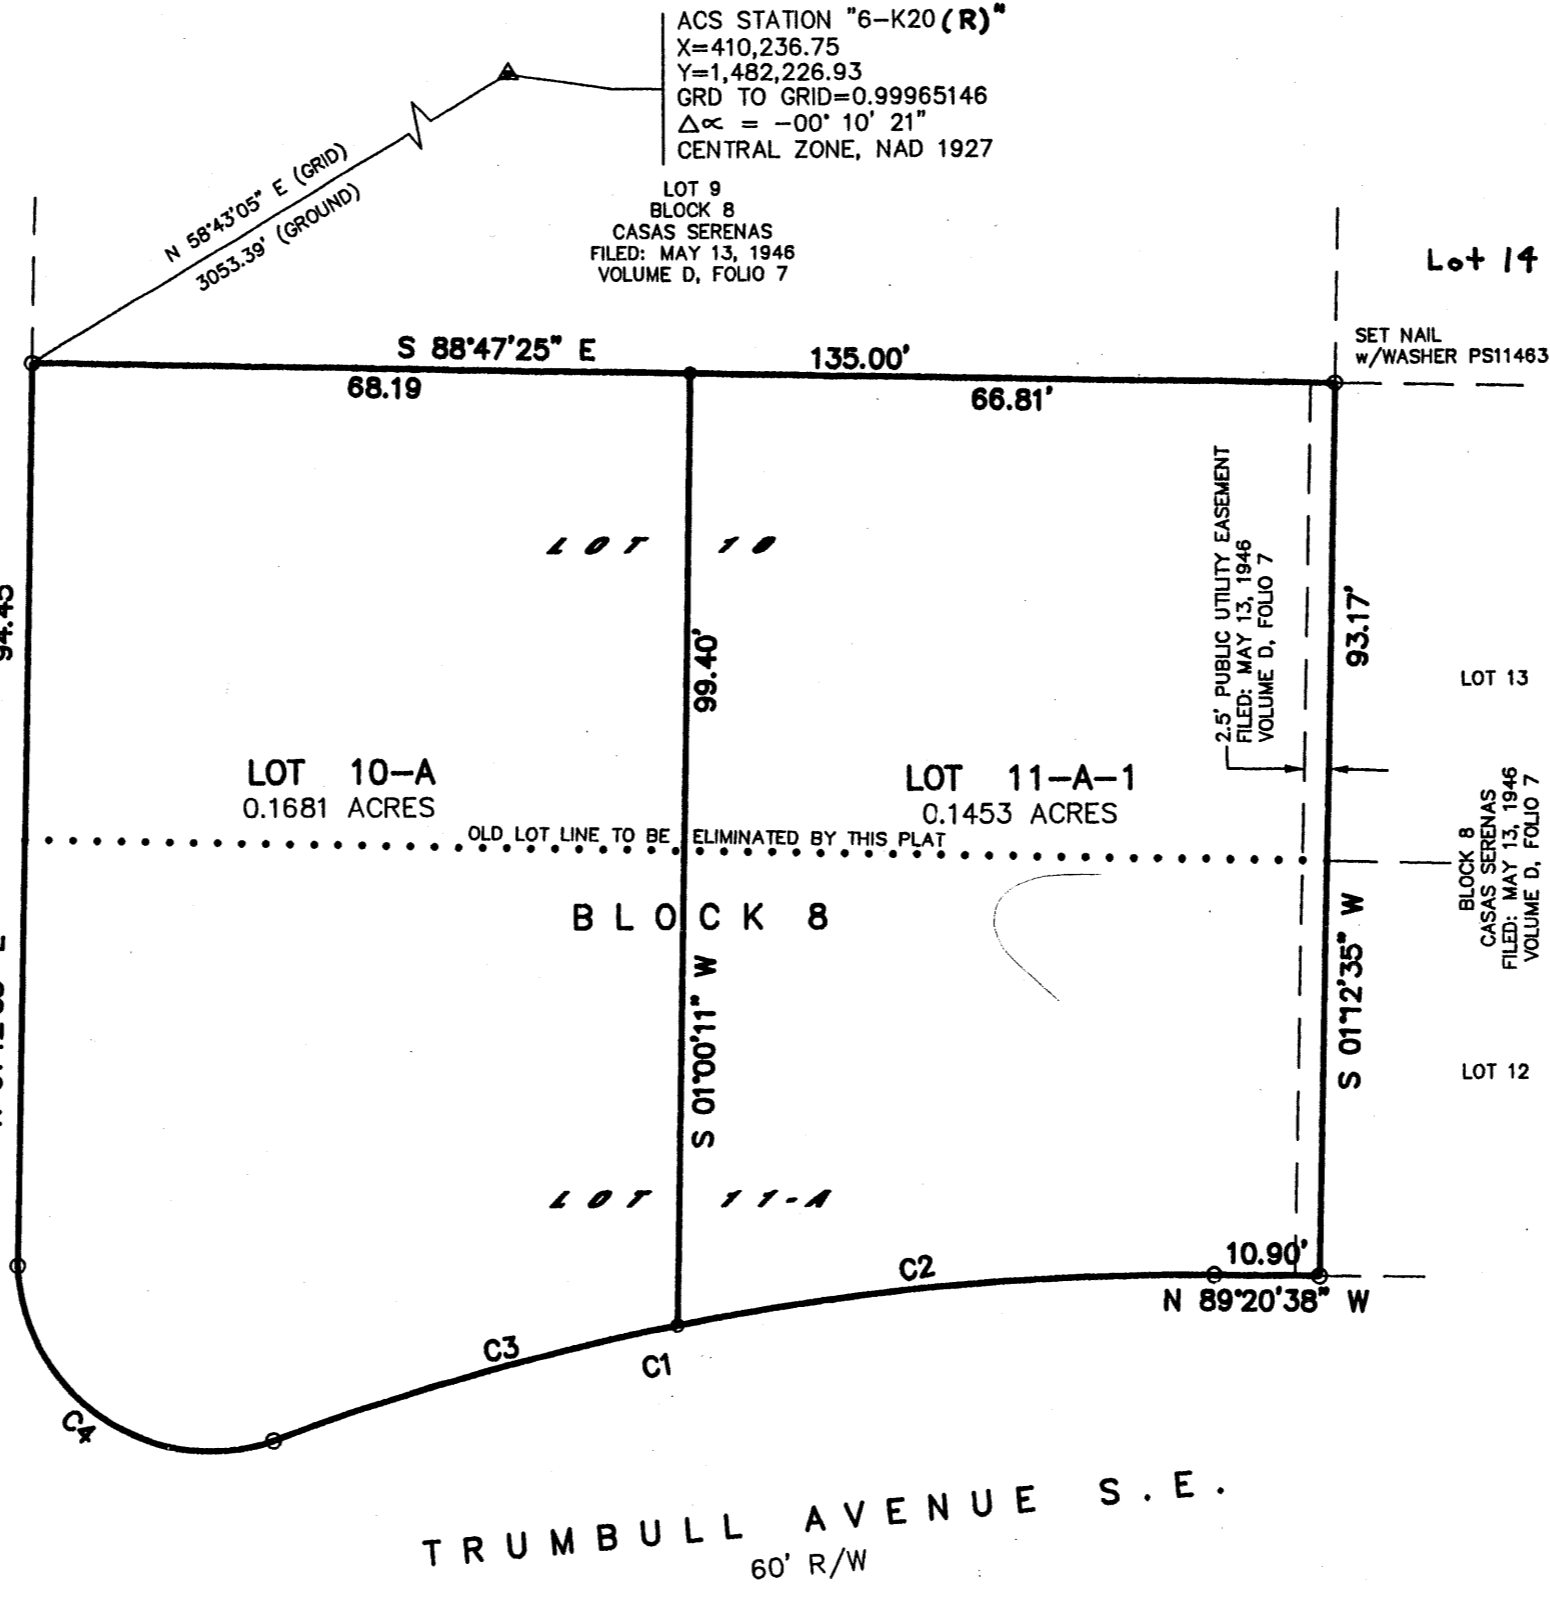 ACS STATION "6-K20 (R)"
X=410,236.75
Y=1,482,226.93
GRD TO GRID=0.99965146
Δ∝ = -00° 10' 21"
CENTRAL ZONE, NAD 1927
N 58°43'05" E (GRID)
3053.39' (GROUND)
LOT 9
BLOCK 8
CASAS SERENAS
FILED: MAY 13, 1946
VOLUME D, FOLIO 7
Lot 14
SET NAIL
w/WASHER PS11463
S 88°47'25" E
135.00'
68.19
66.81'
LOT 10
2.5' PUBLIC UTILITY EASEMENT
FILED: MAY 13, 1946
VOLUME D, FOLIO 7
94.45
99.40'
93.17'
LOT 13
LOT 10-A
0.1681 ACRES
LOT 11-A-1
0.1453 ACRES
OLD LOT LINE TO BE ELIMINATED BY THIS PLAT
BLOCK 8
CASAS SERENAS
FILED: MAY 13, 1946
VOLUME D, FOLIO 7
BLOCK 8
S 01°00'11" W
S 01°12'35" W
LOT 12
LOT 11-A
10.90'
N 89°20'38" W
C2
C3
C1
C4
TRUMBULL AVENUE S.E.
60' R/W